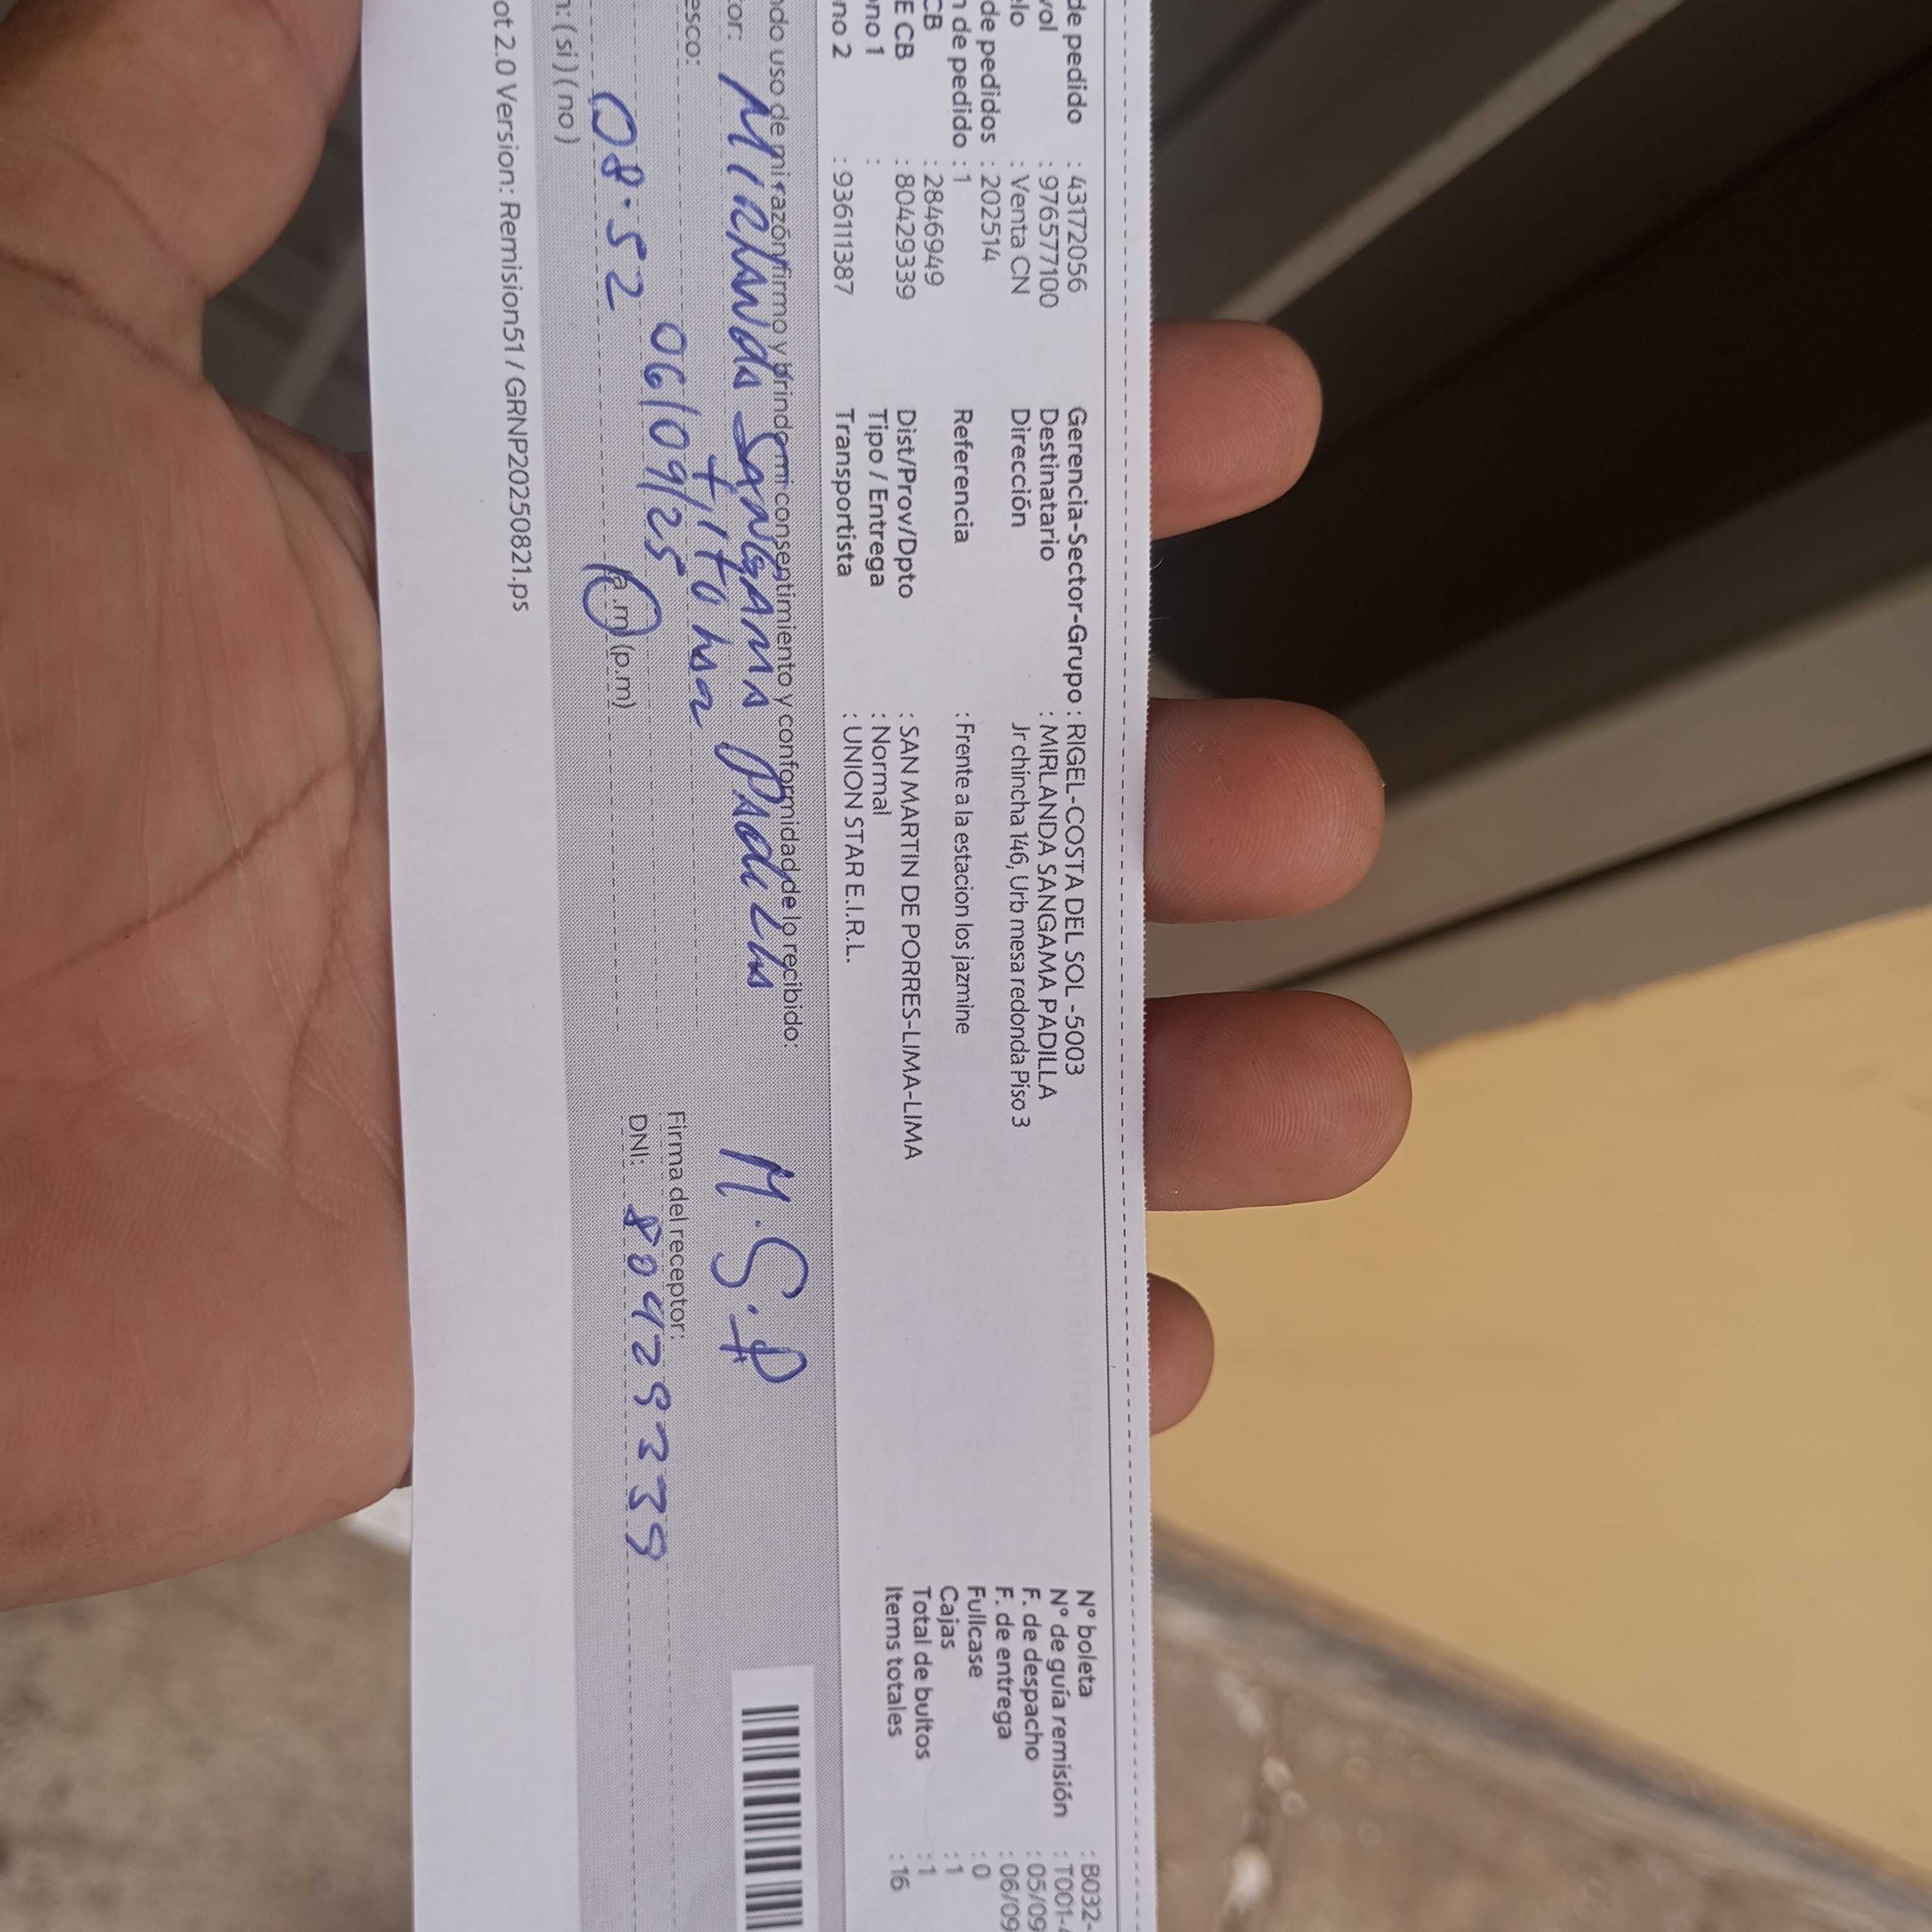 de pedido : 43172056 Gerencia-Sector-Grupo : RIGEL-COSTA DEL SOL -5003 N° boleta : B032-
vol : 976577100 Destinatario : MIRLANDA SANGAMA PADILLA N° de guía remisión : T001-
elo : Venta CN Dirección Jr chincha 146, Urb mesa redonda Piso 3 F. de despacho : 05/09
de pedidos : 202514 F. de entrega : 06/09
n de pedido : 1 Referencia : Frente a la estacion los jazmine Fullcase : 0
CB : 2846949 Cajas : 1
E CB : 80429339 Dist/Prov/Dpto : SAN MARTIN DE PORRES-LIMA-LIMA Total de bultos : 1
ono 1 : Tipo / Entrega : Normal Items totales : 16
ono 2 : 936111387 Transportista : UNION STAR E.I.R.L.
ndo uso de mi razón firmo y brindo mi consentimiento y conformidad de lo recibido:
tor: Mirlanda Sangama Padilla M.S.P
esco: Titular
06/09/25 Firma del receptor:
08:52 (a.m) (p.m) DNI: 80429339
n: (si) (no)
ot 2.0 Version: Remision51 / GRNP20250821.ps